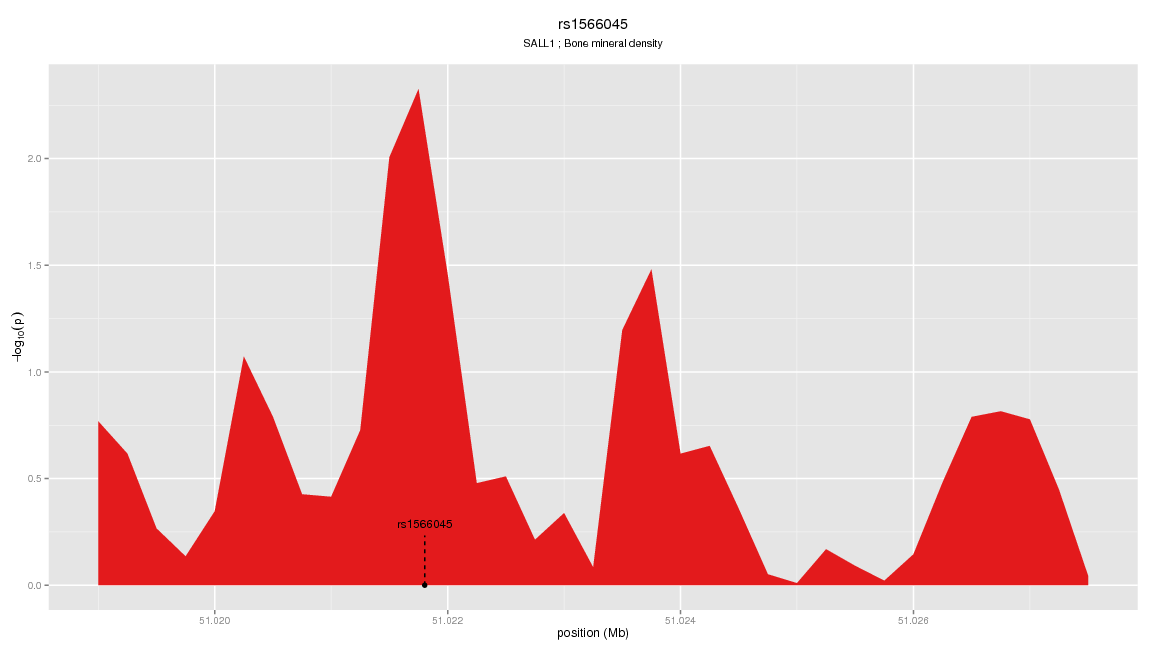 rs1566045
SALL1 ; Bone mineral density
2.0
1.5
1.0
0.5
0.0
−log10(p)
rs1566045
51.020 51.022 51.024 51.026
position (Mb)